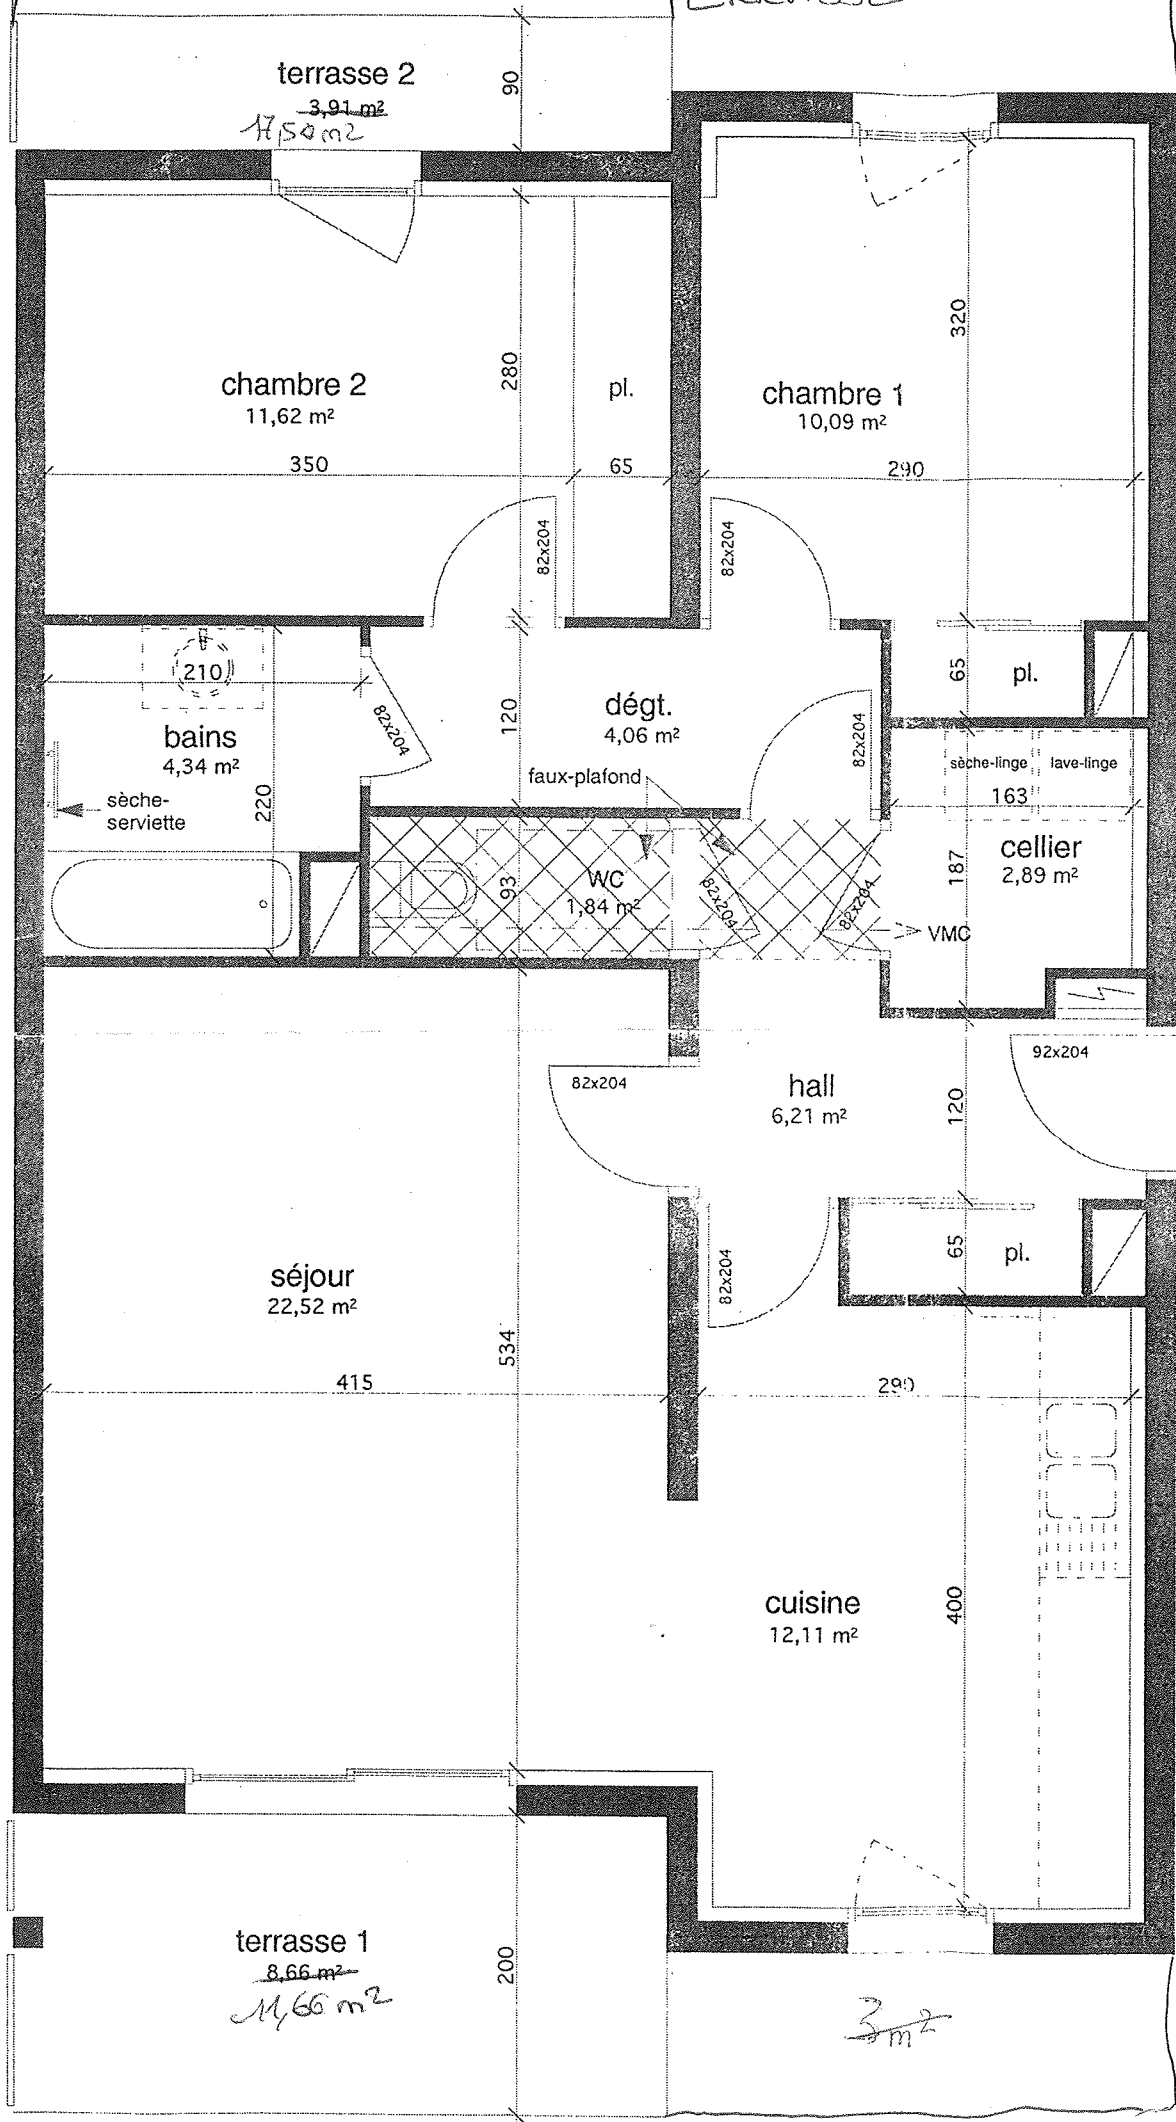 terrasse 2
90
3,91 m²
17,50 m2
320
280
chambre 2
11,62 m²
pl.
chambre 1
10,09 m²
350
65
290
82x204
82x204
210
65
pl.
dégt.
4,06 m²
120
82x204
82x204
bains
4,34 m²
sèche-linge
lave-linge
faux-plafond
163
220
sèche-
serviette
cellier
2,89 m²
187
93
WC
1,84 m²
82x204
82x204
VMC
92x204
82x204
hall
6,21 m²
120
65
pl.
82x204
séjour
22,52 m²
534
415
290
cuisine
12,11 m²
400
terrasse 1
8,66 m²
11,66 m2
200
3 m2